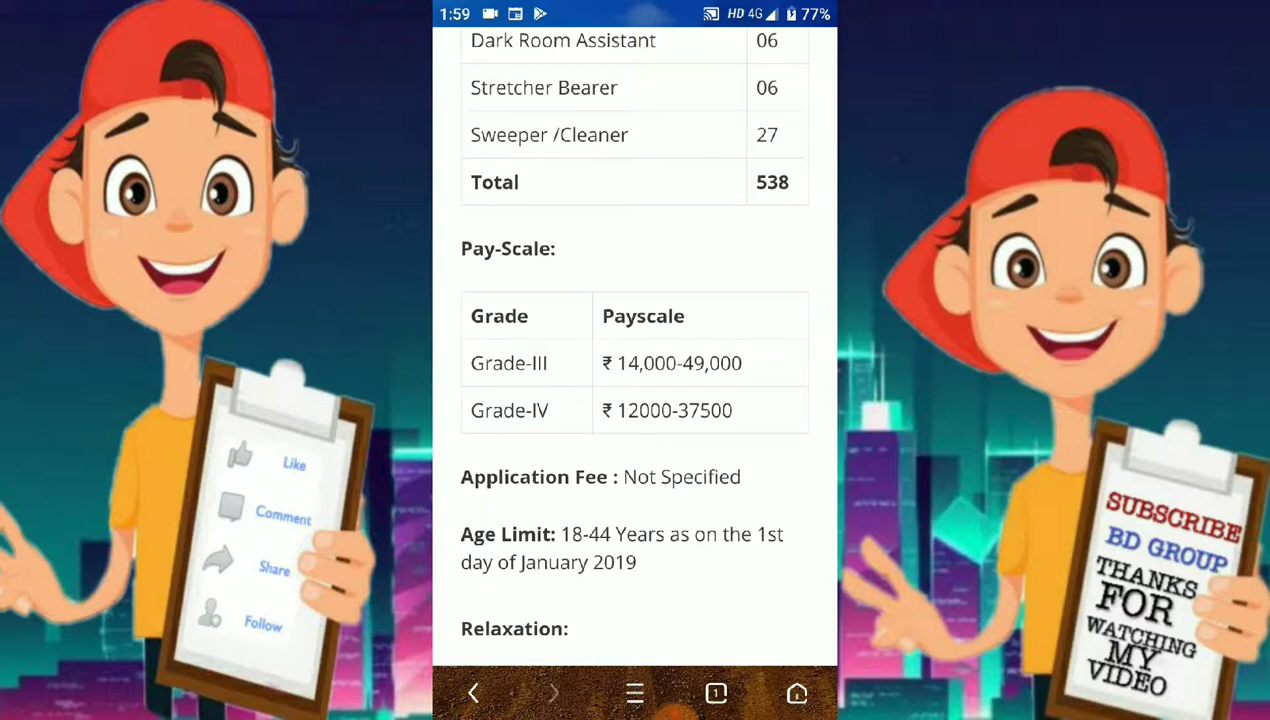 1:59 HD 4G 77%
Dark Room Assistant 06
Stretcher Bearer 06
Sweeper /Cleaner 27
Total 538
Pay-Scale:
Grade Payscale
Grade-III ₹ 14,000-49,000
Grade-IV ₹ 12000-37500
Application Fee : Not Specified
Age Limit: 18-44 Years as on the 1st
day of January 2019
Relaxation:
1
Like
Comment
Share
Follow
SUBSCRIBE
BD GROUP
THANKS
FOR
WATCHING
MY
VIDEO